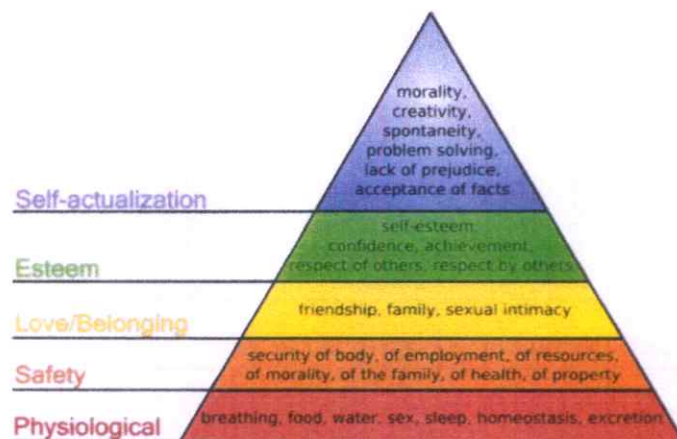 morality,
creativity,
spontaneity,
problem solving,
lack of prejudice,
acceptance of facts
Self-actualization
self-esteem,
confidence, achievement,
respect of others, respect by others
Esteem
friendship, family, sexual intimacy
Love/Belonging
security of body, of employment, of resources,
of morality, of the family, of health, of property
Safety
breathing, food, water, sex, sleep, homeostasis, excretion
Physiological